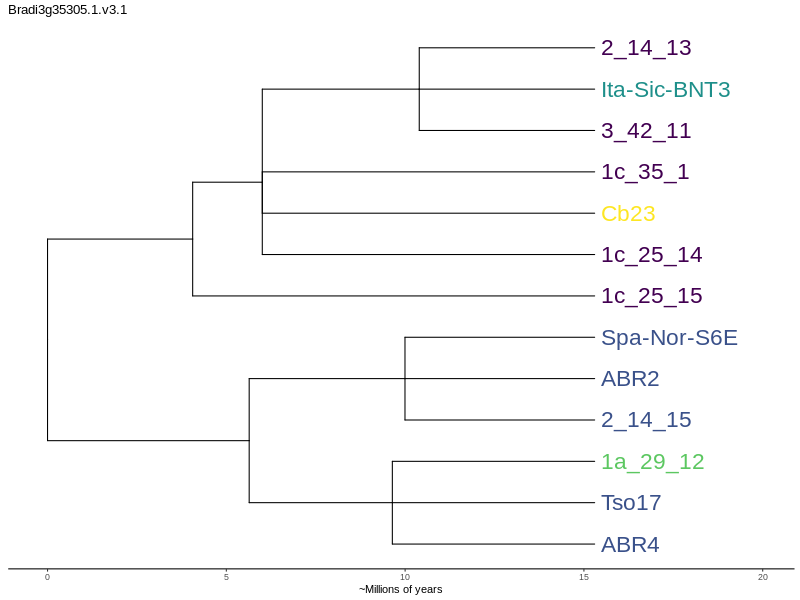 Bradi3g35305.1.v3.1
2_14_13
Ita-Sic-BNT3
3_42_11
1c_35_1
Cb23
1c_25_14
1c_25_15
Spa-Nor-S6E
ABR2
2_14_15
1a_29_12
Tso17
ABR4
0 5 10 15 20
~Millions of years